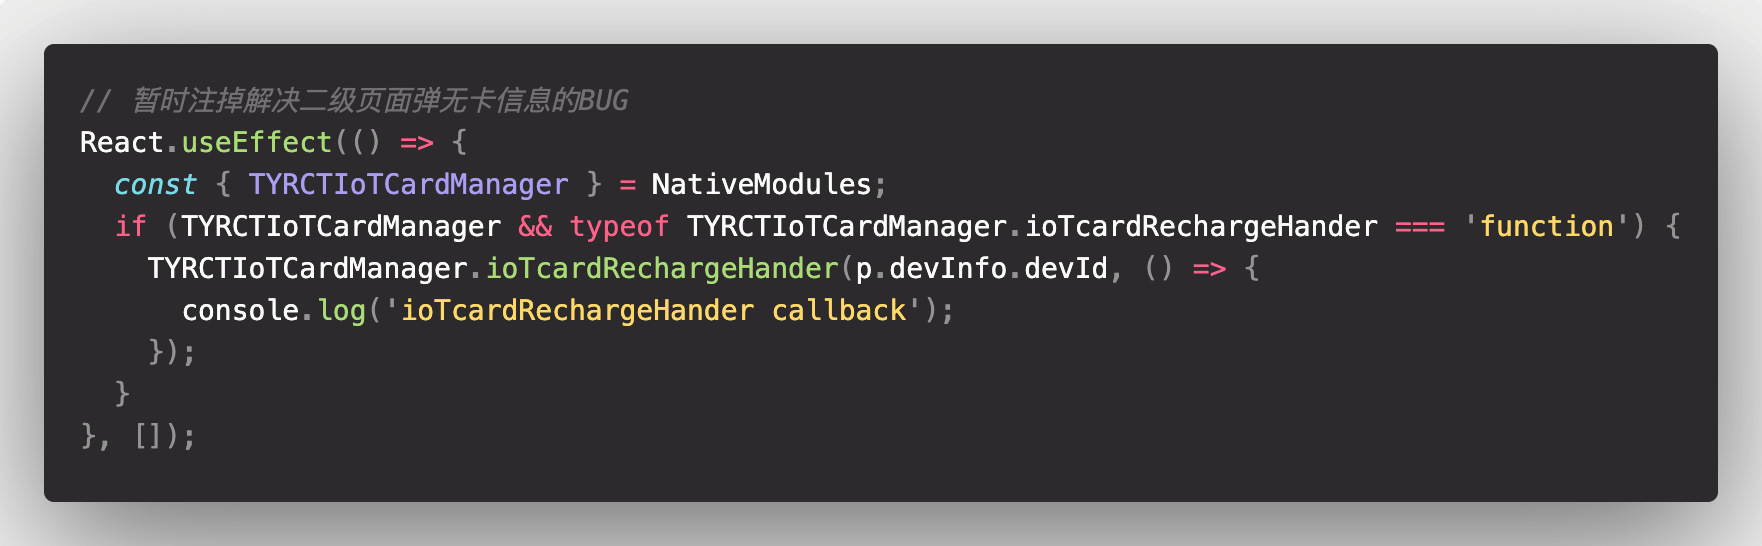 // 暂时注掉解决二级页面弹无卡信息的BUG
React.useEffect(() => {
  const { TYRCTIoTCardManager } = NativeModules;
  if (TYRCTIoTCardManager && typeof TYRCTIoTCardManager.ioTcardRechargeHander === 'function') {
    TYRCTIoTCardManager.ioTcardRechargeHander(p.devInfo.devId, () => {
      console.log('ioTcardRechargeHander callback');
    });
  }
}, []);